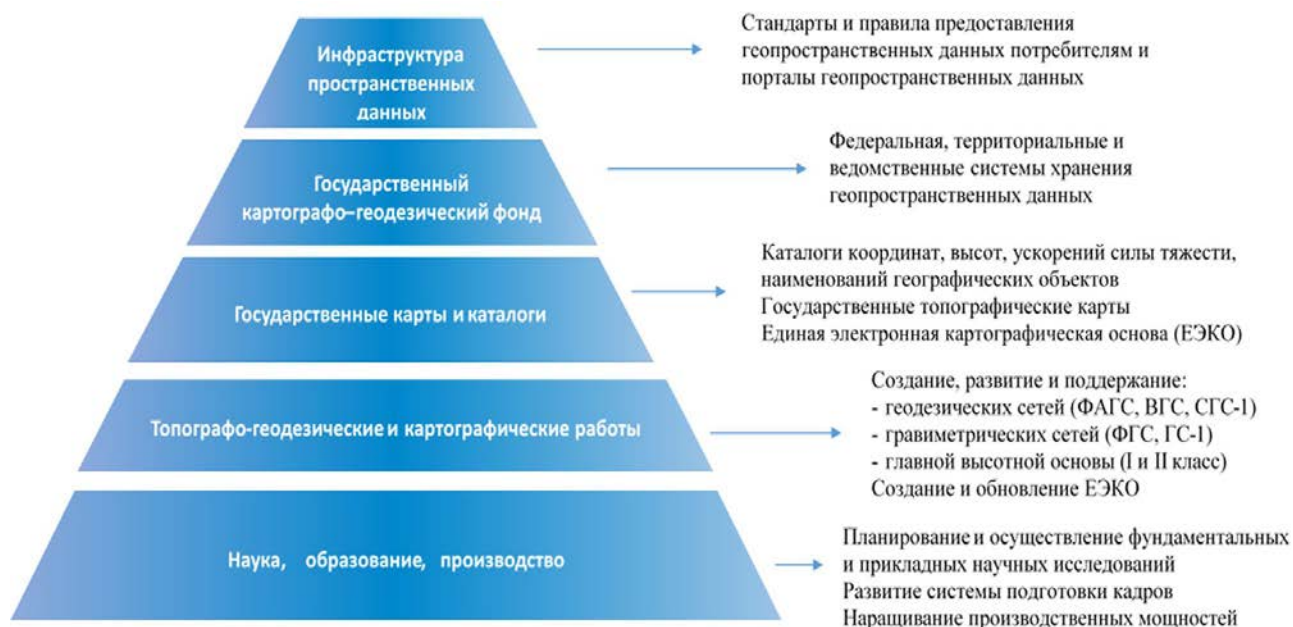 Инфраструктура
пространственных
данных
Стандарты и правила предоставления
геопространственных данных потребителям и
порталы геопространственных данных
Государственный
картографо–геодезический фонд
Федеральная, территориальные и
ведомственные системы хранения
геопространственных данных
Государственные карты и каталоги
Каталоги координат, высот, ускорений силы тяжести,
наименований географических объектов
Государственные топографические карты
Единая электронная картографическая основа (ЕЭКО)
Топографо-геодезические и картографические работы
Создание, развитие и поддержание:
- геодезических сетей (ФАГС, ВГС, СГС-1)
- гравиметрических сетей (ФГС, ГС-1)
- главной высотной основы (I и II класс)
Создание и обновление ЕЭКО
Наука, образование, производство
Планирование и осуществление фундаментальных
и прикладных научных исследований
Развитие системы подготовки кадров
Наращивание производственных мощностей